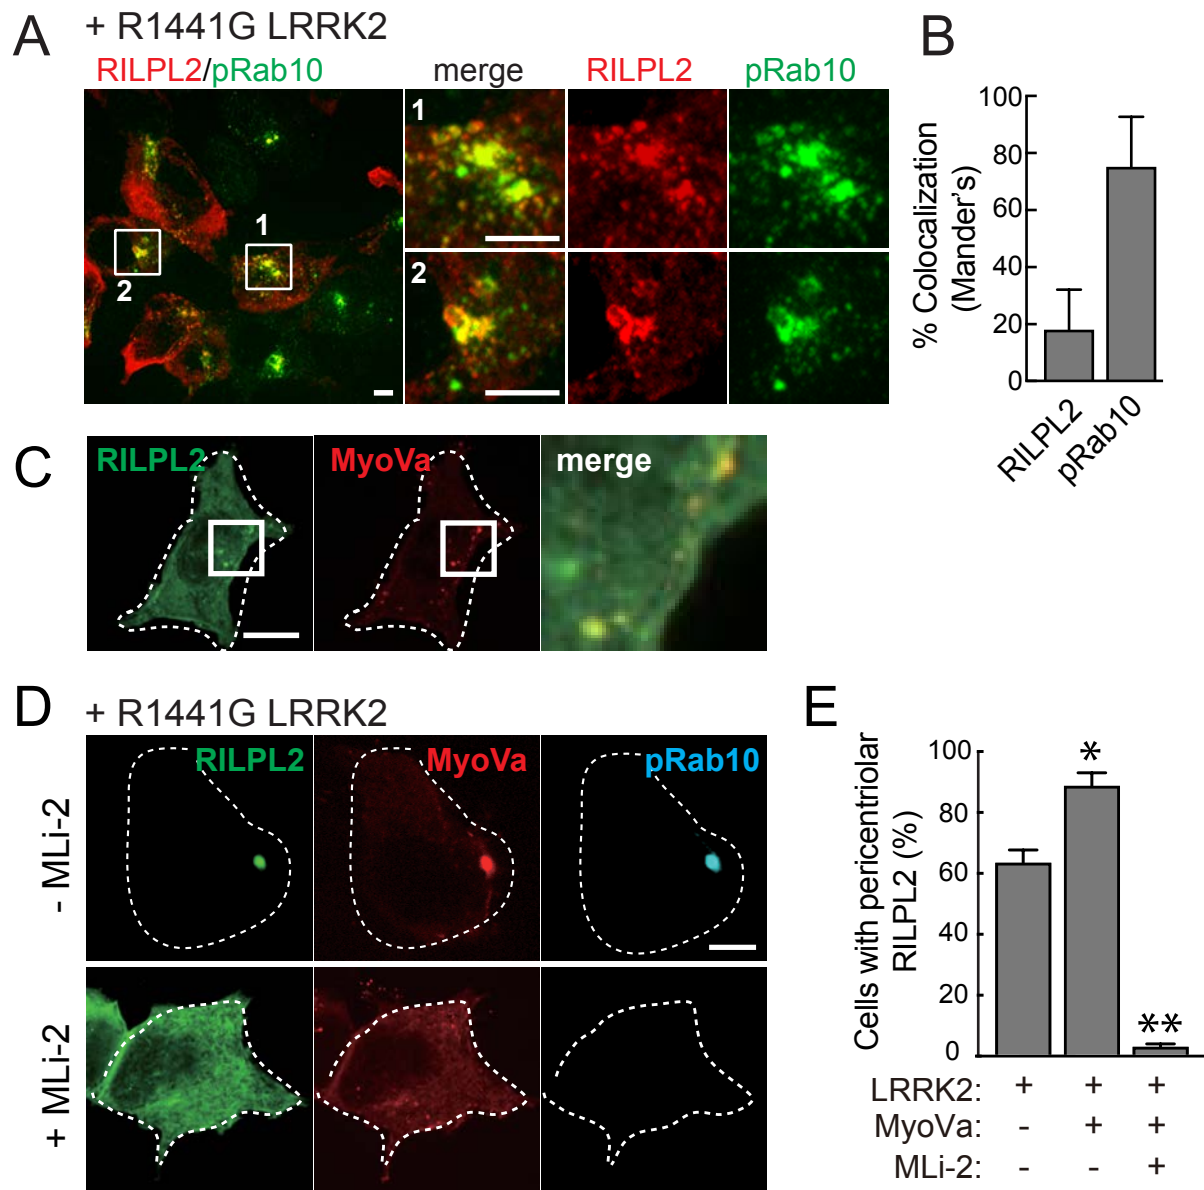 A
+ R1441G LRRK2
RILPL2/pRab10
merge
RILPL2
pRab10
1
2
1
2
B
% Colocalization
(Mander's)
100
80
60
40
20
0
RILPL2
pRab10
C
RILPL2
MyoVa
merge
D
+ R1441G LRRK2
- MLi-2
RILPL2
MyoVa
pRab10
+ MLi-2
E
Cells with pericentriolar
RILPL2 (%)
100
80
60
40
20
0
*
**
LRRK2: + + +
MyoVa: - + +
MLi-2: - - +